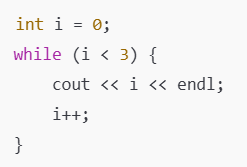 int i = 0;
while (i < 3) {
    cout << i << endl;
    i++;
}